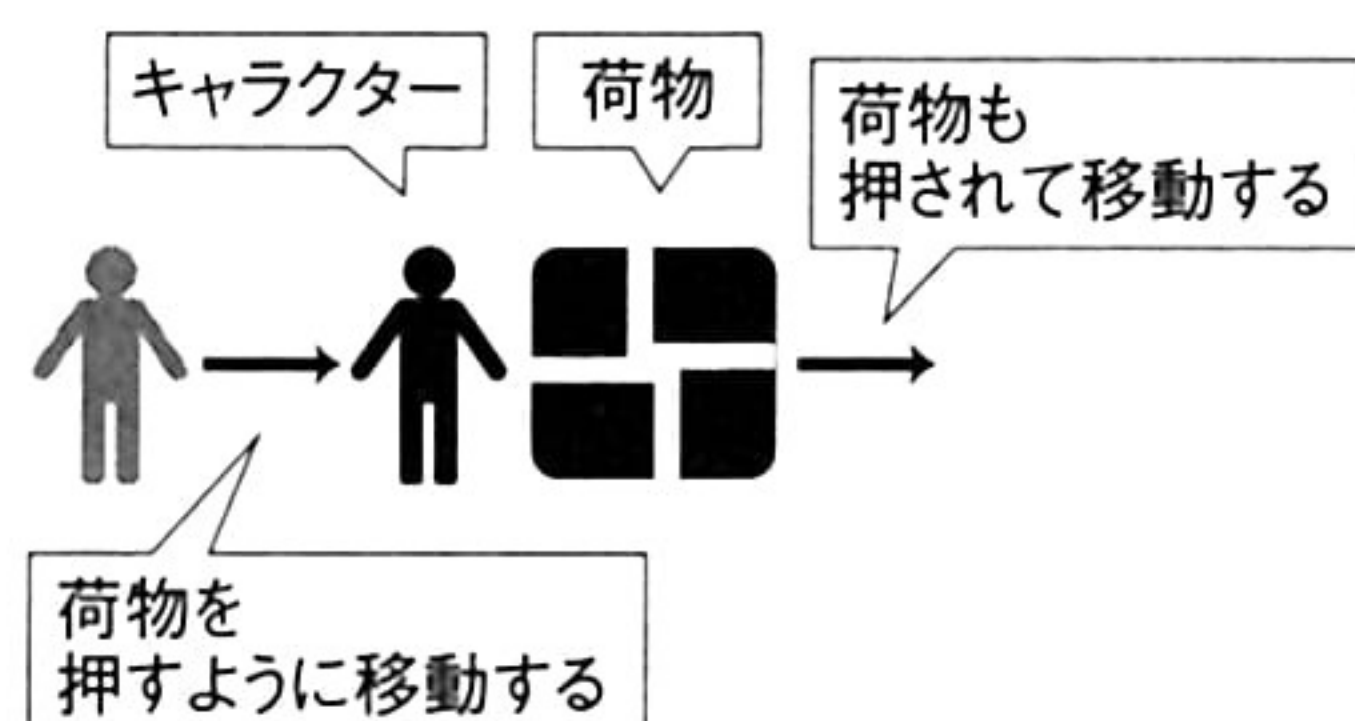 キャラクター
荷物
荷物も
押されて移動する
荷物を
押すように移動する